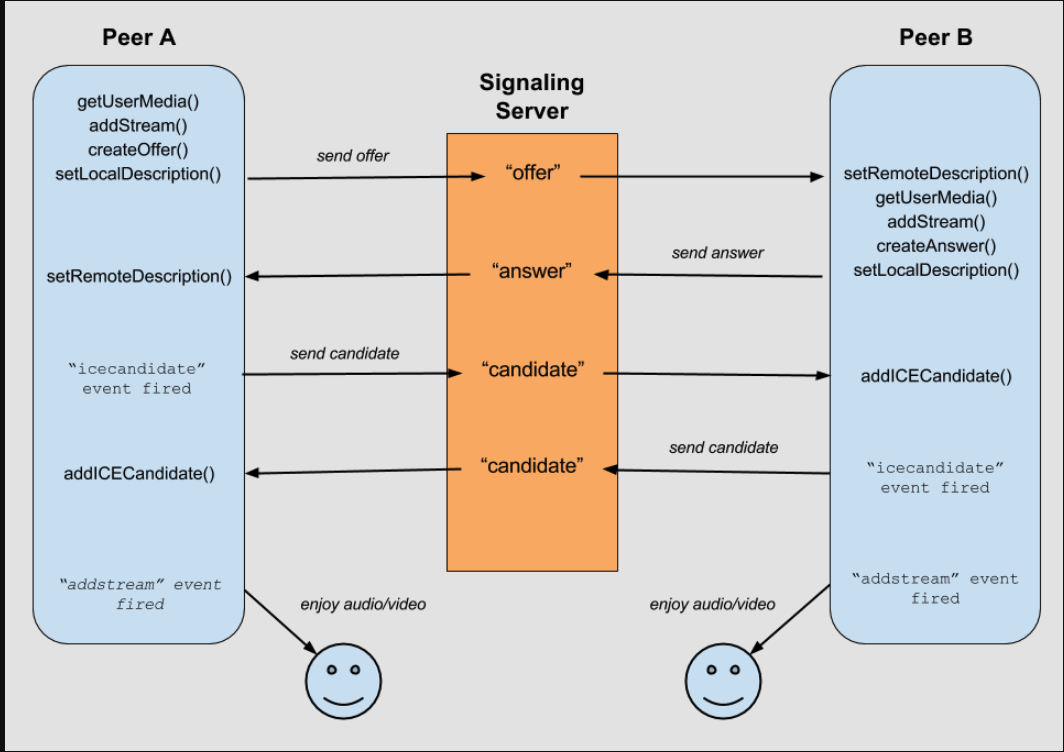 Peer A
Peer B
Signaling
Server
getUserMedia()
addStream()
createOffer()
setLocalDescription()
send offer
“offer”
setRemoteDescription()
getUserMedia()
addStream()
createAnswer()
setLocalDescription()
send answer
“answer”
setRemoteDescription()
“icecandidate”
event fired
send candidate
“candidate”
addICECandidate()
“icecandidate”
event fired
send candidate
“candidate”
addICECandidate()
“addstream” event
fired
enjoy audio/video
enjoy audio/video
“addstream” event
fired